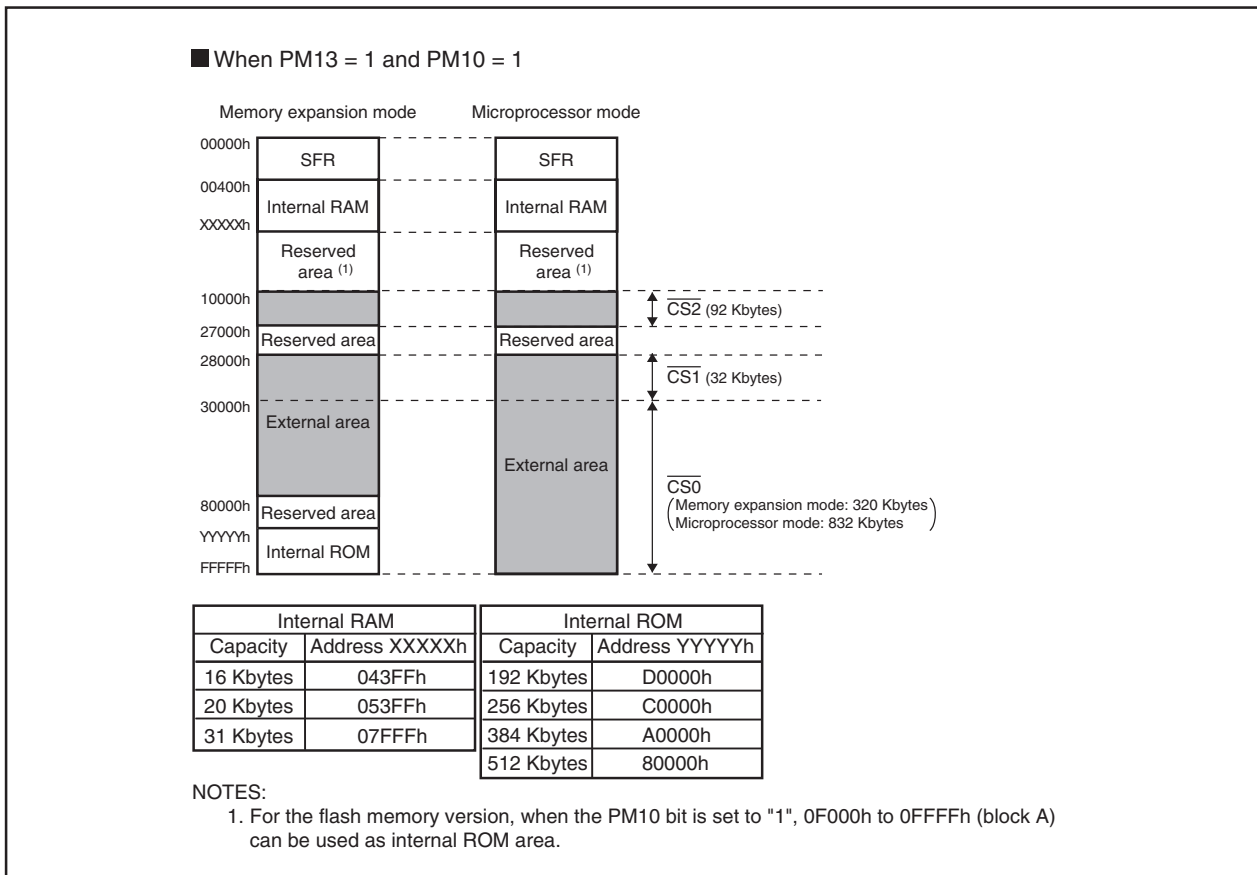 ■ When PM13 = 1 and PM10 = 1
Memory expansion mode
Microprocessor mode
00000h
SFR
SFR
00400h
Internal RAM
Internal RAM
XXXXXh
Reserved
area (1)
Reserved
area (1)
10000h
CS2 (92 Kbytes)
27000h
Reserved area
Reserved area
28000h
CS1 (32 Kbytes)
30000h
External area
External area
CS0
(Memory expansion mode: 320 Kbytes
Microprocessor mode: 832 Kbytes)
80000h
Reserved area
YYYYYh
Internal ROM
FFFFFh
Internal RAM
Capacity Address XXXXXh
16 Kbytes 043FFh
20 Kbytes 053FFh
31 Kbytes 07FFFh
Internal ROM
Capacity Address YYYYYh
192 Kbytes D0000h
256 Kbytes C0000h
384 Kbytes A0000h
512 Kbytes 80000h
NOTES:
1. For the flash memory version, when the PM10 bit is set to "1", 0F000h to 0FFFFh (block A)
can be used as internal ROM area.